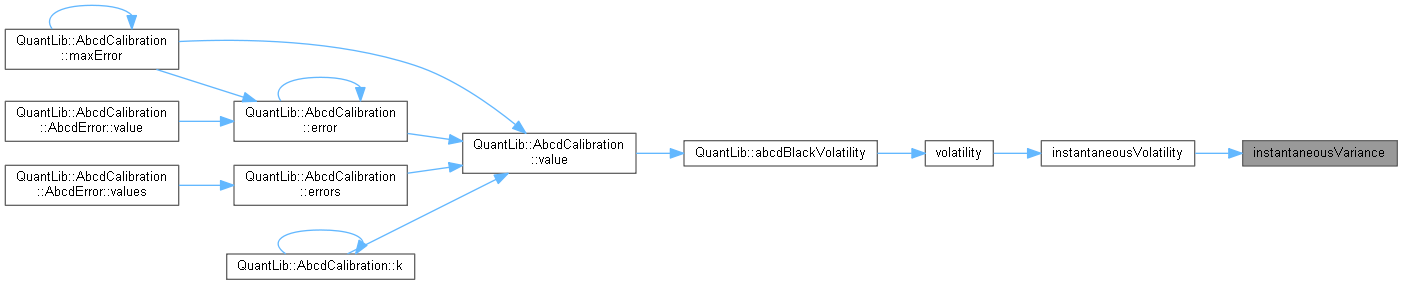 QuantLib::AbcdCalibration
::maxError
QuantLib::AbcdCalibration
::AbcdError::value
QuantLib::AbcdCalibration
::error
QuantLib::AbcdCalibration
::AbcdError::values
QuantLib::AbcdCalibration
::errors
QuantLib::AbcdCalibration::k
QuantLib::AbcdCalibration
::value
QuantLib::abcdBlackVolatility
volatility
instantaneousVolatility
instantaneousVariance